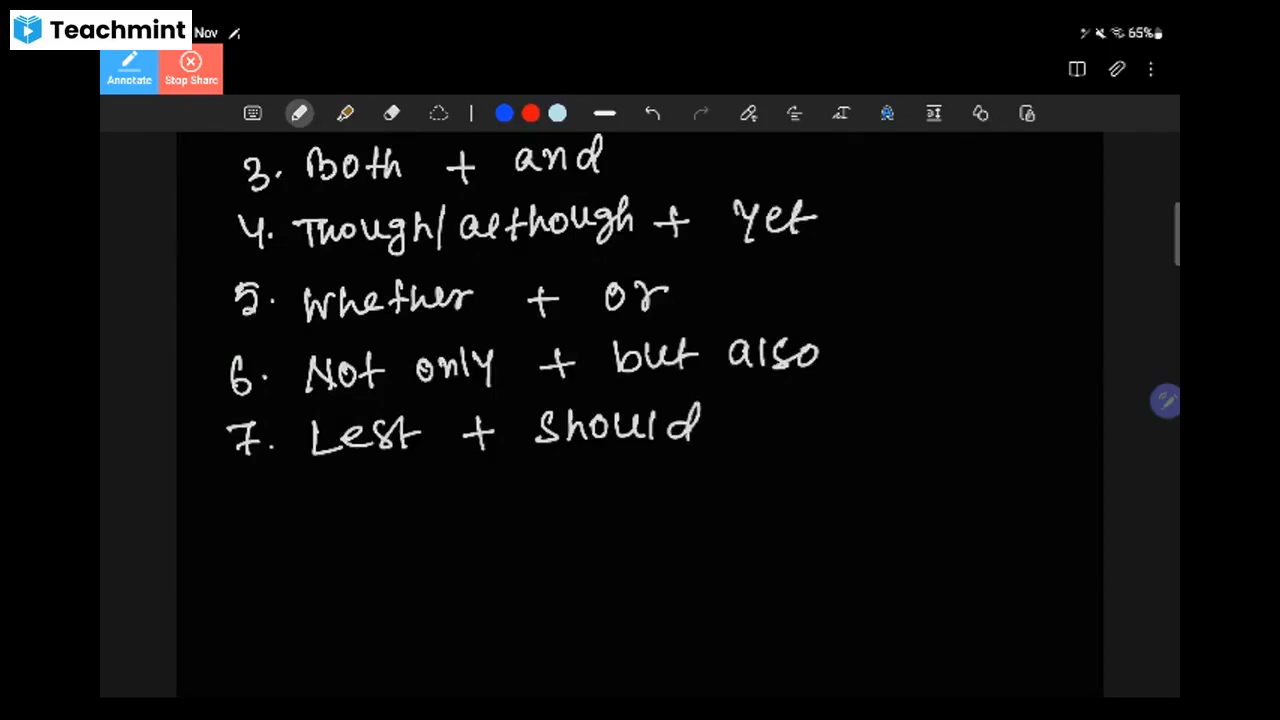 Teachmint
Nov
65%
Annotate
Stop Share
3. Both + and
4. Though/although + Yet
5. Whether + or
6. Not only + but also
7. Lest + Should